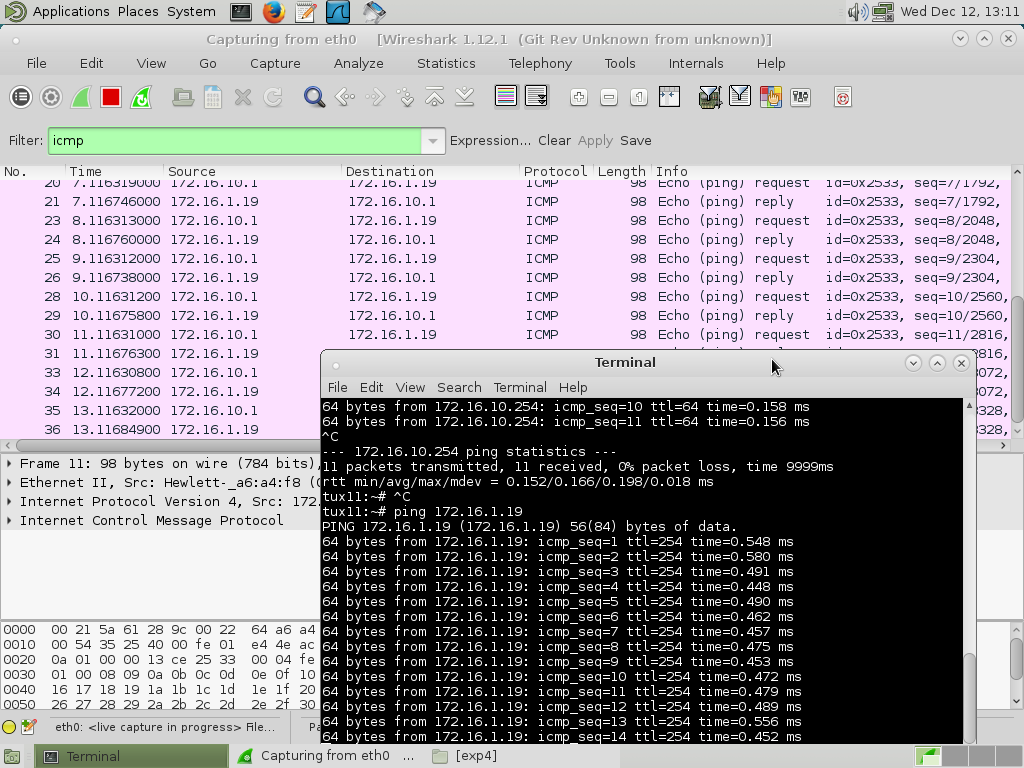 Applications Places System Wed Dec 12, 13:11
Capturing from eth0 [Wireshark 1.12.1 (Git Rev Unknown from unknown)]
File Edit View Go Capture Analyze Statistics Telephony Tools Internals Help
Filter: icmp Expression... Clear Apply Save
No. Time Source Destination Protocol Length Info
20 7.116319000 172.16.10.1 172.16.1.19 ICMP 98 Echo (ping) request id=0x2533, seq=7/1792,
21 7.116746000 172.16.1.19 172.16.10.1 ICMP 98 Echo (ping) reply id=0x2533, seq=7/1792,
23 8.116313000 172.16.10.1 172.16.1.19 ICMP 98 Echo (ping) request id=0x2533, seq=8/2048,
24 8.116760000 172.16.1.19 172.16.10.1 ICMP 98 Echo (ping) reply id=0x2533, seq=8/2048,
25 9.116312000 172.16.10.1 172.16.1.19 ICMP 98 Echo (ping) request id=0x2533, seq=9/2304,
26 9.116738000 172.16.1.19 172.16.10.1 ICMP 98 Echo (ping) reply id=0x2533, seq=9/2304,
28 10.11631200 172.16.10.1 172.16.1.19 ICMP 98 Echo (ping) request id=0x2533, seq=10/2560,
29 10.11675800 172.16.1.19 172.16.10.1 ICMP 98 Echo (ping) reply id=0x2533, seq=10/2560,
30 11.11631000 172.16.10.1 172.16.1.19 ICMP 98 Echo (ping) request id=0x2533, seq=11/2816,
31 11.11676300 172.16.1.19 2816,
33 12.11630800 172.16.10.1 3072,
34 12.11677200 172.16.1.19 3072,
35 13.11632000 172.16.10.1 3328,
36 13.11684900 172.16.1.19 3328,
Frame 11: 98 bytes on wire (784 bits),
Ethernet II, Src: Hewlett-_a6:a4:f8 (
Internet Protocol Version 4, Src: 172.
Internet Control Message Protocol
0000 00 21 5a 61 28 9c 00 22 64 a6 a4
0010 00 54 35 25 40 00 fe 01 e4 4e ac
0020 0a 01 00 00 13 ce 25 33 00 04 fe
0030 01 00 08 09 0a 0b 0c 0d 0e 0f 10
0040 16 17 18 19 1a 1b 1c 1d 1e 1f 20
0050 26 27 28 29 2a 2b 2c 2d 2e 2f 30
eth0: <live capture in progress> File... Pa
Terminal
File Edit View Search Terminal Help
64 bytes from 172.16.10.254: icmp_seq=10 ttl=64 time=0.158 ms
64 bytes from 172.16.10.254: icmp_seq=11 ttl=64 time=0.156 ms
^C
--- 172.16.10.254 ping statistics ---
11 packets transmitted, 11 received, 0% packet loss, time 9999ms
rtt min/avg/max/mdev = 0.152/0.166/0.198/0.018 ms
tux11:~# ^C
tux11:~# ping 172.16.1.19
PING 172.16.1.19 (172.16.1.19) 56(84) bytes of data.
64 bytes from 172.16.1.19: icmp_seq=1 ttl=254 time=0.548 ms
64 bytes from 172.16.1.19: icmp_seq=2 ttl=254 time=0.580 ms
64 bytes from 172.16.1.19: icmp_seq=3 ttl=254 time=0.491 ms
64 bytes from 172.16.1.19: icmp_seq=4 ttl=254 time=0.448 ms
64 bytes from 172.16.1.19: icmp_seq=5 ttl=254 time=0.490 ms
64 bytes from 172.16.1.19: icmp_seq=6 ttl=254 time=0.462 ms
64 bytes from 172.16.1.19: icmp_seq=7 ttl=254 time=0.457 ms
64 bytes from 172.16.1.19: icmp_seq=8 ttl=254 time=0.475 ms
64 bytes from 172.16.1.19: icmp_seq=9 ttl=254 time=0.453 ms
64 bytes from 172.16.1.19: icmp_seq=10 ttl=254 time=0.472 ms
64 bytes from 172.16.1.19: icmp_seq=11 ttl=254 time=0.479 ms
64 bytes from 172.16.1.19: icmp_seq=12 ttl=254 time=0.489 ms
64 bytes from 172.16.1.19: icmp_seq=13 ttl=254 time=0.556 ms
64 bytes from 172.16.1.19: icmp_seq=14 ttl=254 time=0.452 ms
Terminal Capturing from eth0 ... [exp4]